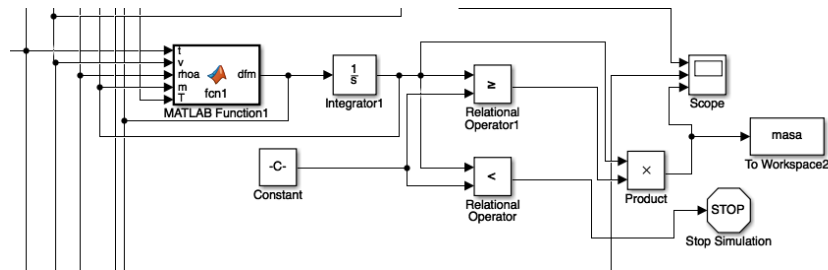 t
v
rhoa
m
T
dfm
fcn1
MATLAB Function1
1
s
Integrator1
≥
Relational
Operator1
-C-
Constant
<
Relational
Operator
×
Product
Scope
masa
To Workspace2
STOP
Stop Simulation